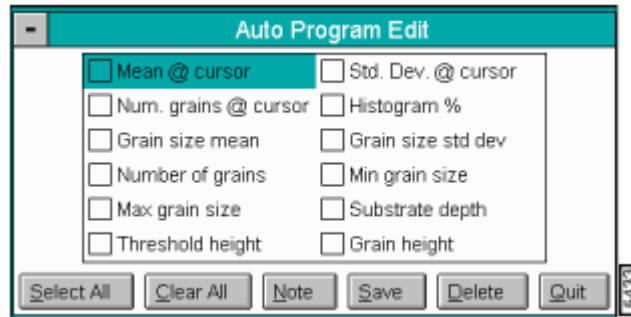 Auto Program Edit
Mean @ cursor Std. Dev. @ cursor
Num. grains @ cursor Histogram %
Grain size mean Grain size std dev
Number of grains Min grain size
Max grain size Substrate depth
Threshold height Grain height
Select All Clear All Note Save Delete Quit
5433